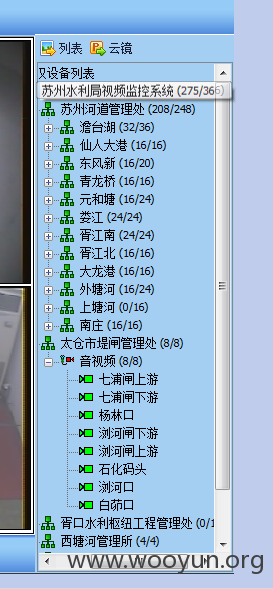 列表 云镜
又设备列表
苏州水利局视频监控系统 (275/366)
苏州河道管理处 (208/248)
澹台湖 (32/36)
仙人大港 (16/16)
东风新 (16/20)
青龙桥 (16/16)
元和塘 (16/24)
娄江 (24/24)
胥江南 (24/24)
胥江北 (16/16)
大龙港 (16/16)
外塘河 (16/24)
上塘河 (0/16)
南庄 (16/16)
太仓市堤闸管理处 (8/8)
音视频 (8/8)
七浦闸上游
七浦闸下游
杨林口
浏河闸下游
浏河闸上游
石化码头
浏河口
白茆口
胥口水利枢纽工程管理处 (0/1
西塘河管理所 (4/4)
www.wooyun.org